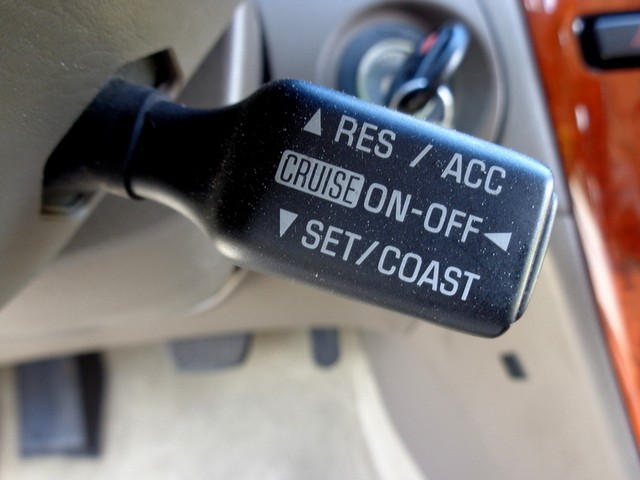 RES / ACC
CRUISE ON-OFF
SET/COAST